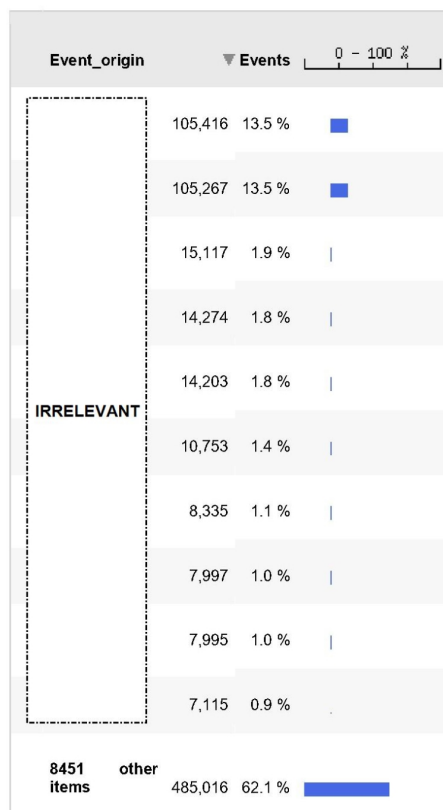 Event_origin ▼ Events 0 - 100 %
105,416 13.5 %
105,267 13.5 %
15,117 1.9 %
14,274 1.8 %
14,203 1.8 %
IRRELEVANT
10,753 1.4 %
8,335 1.1 %
7,997 1.0 %
7,995 1.0 %
7,115 0.9 %
8451 other
items 485,016 62.1 %